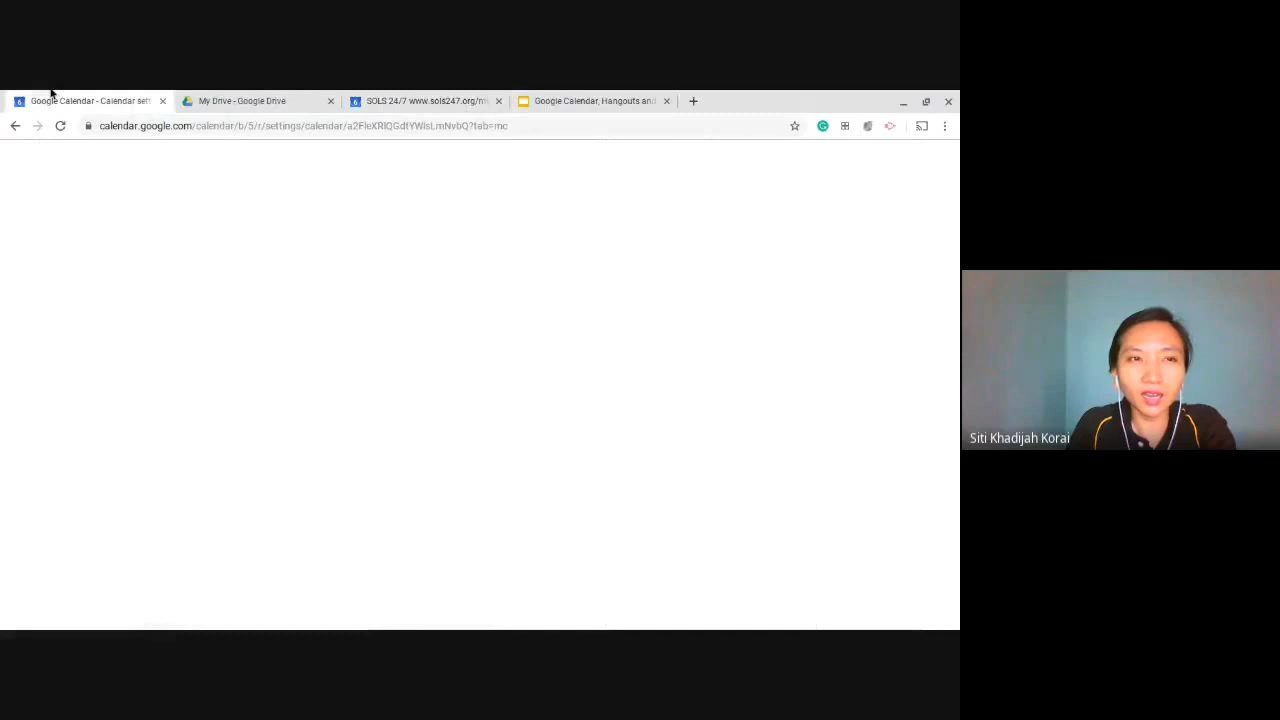 Google Calendar - Calendar sett
My Drive - Google Drive
SOLS 24/7 www.sols247.org/m
Google Calendar, Hangouts and
calendar.google.com/calendar/b/5/r/settings/calendar/
?tab=mc
Siti Khadijah Korai